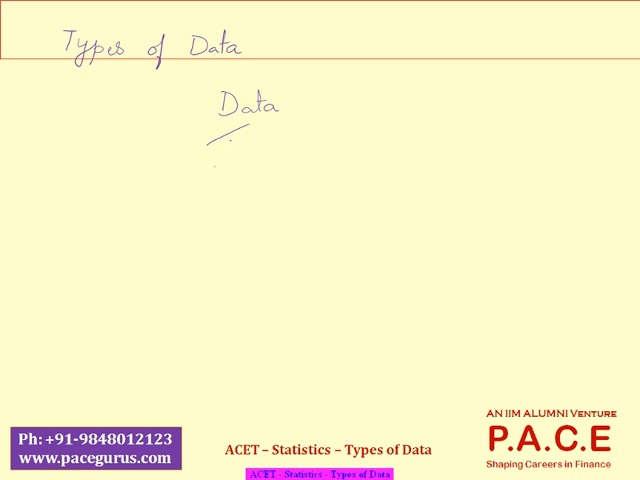 Types of Data
Data
AN IIM ALUMNI VENTURE
P.A.C.E
Shaping Careers in Finance
Ph: +91-9848012123
www.pacegurus.com
ACET – Statistics – Types of Data
ACET - Statistics - Types of Data